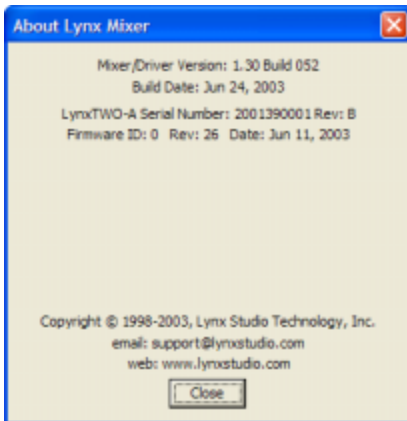 About Lynx Mixer
Mixer/Driver Version: 1.30 Build 052
Build Date: Jun 24, 2003
LynxTWO-A Serial Number: 2001390001 Rev: B
Firmware ID: 0 Rev: 26 Date: Jun 11, 2003
Copyright © 1998-2003, Lynx Studio Technology, Inc.
email: support@lynxstudio.com
web: www.lynxstudio.com
Close